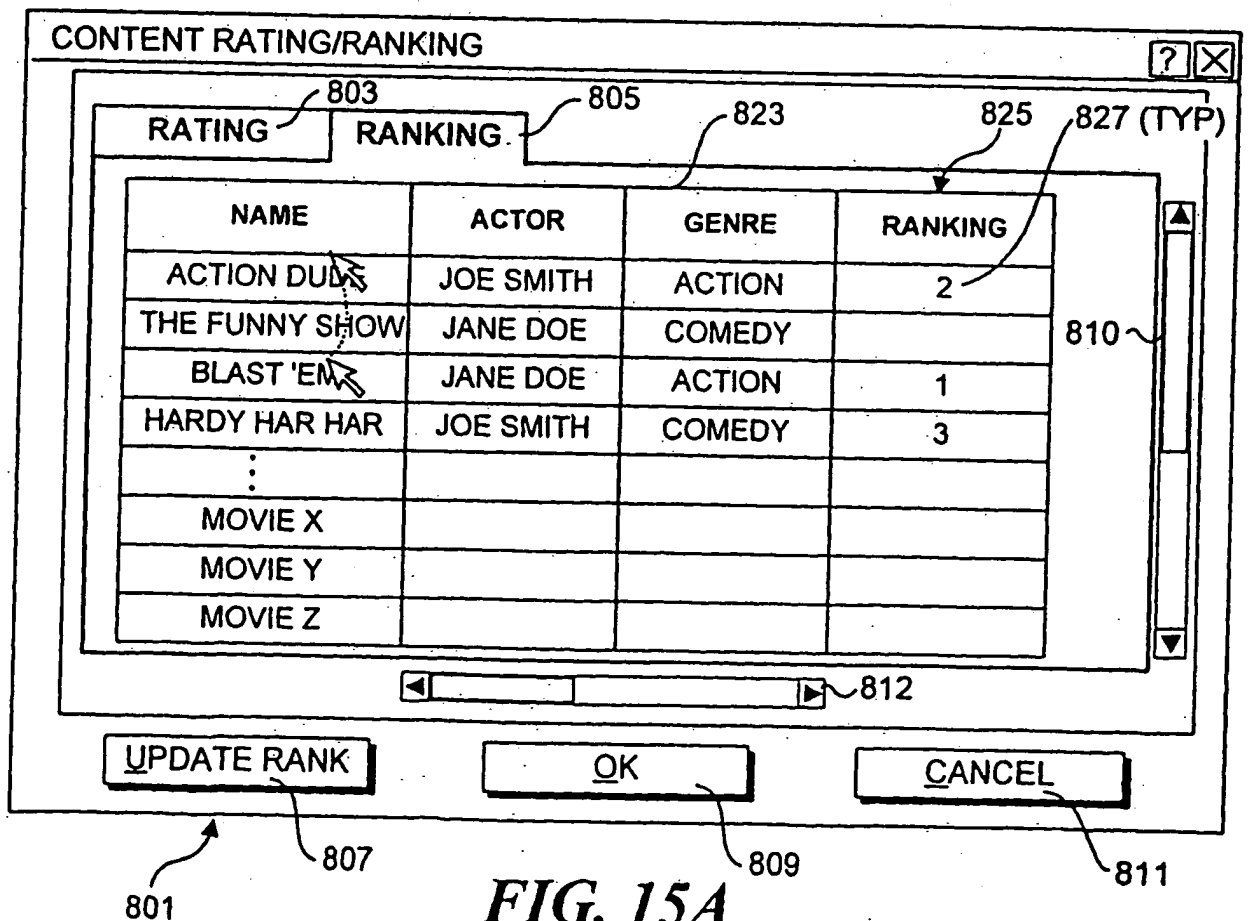 CONTENT RATING/RANKING ? X
803 805 823 825 827 (TYP)
RATING RANKING
NAME ACTOR GENRE RANKING
ACTION DUDE JOE SMITH ACTION 2
THE FUNNY SHOW JANE DOE COMEDY
810
BLAST 'EM JANE DOE ACTION 1
HARDY HAR HAR JOE SMITH COMEDY 3
MOVIE X
MOVIE Y
MOVIE Z
812
UPDATE RANK OK CANCEL
801 807 809 811
FIG. 15A